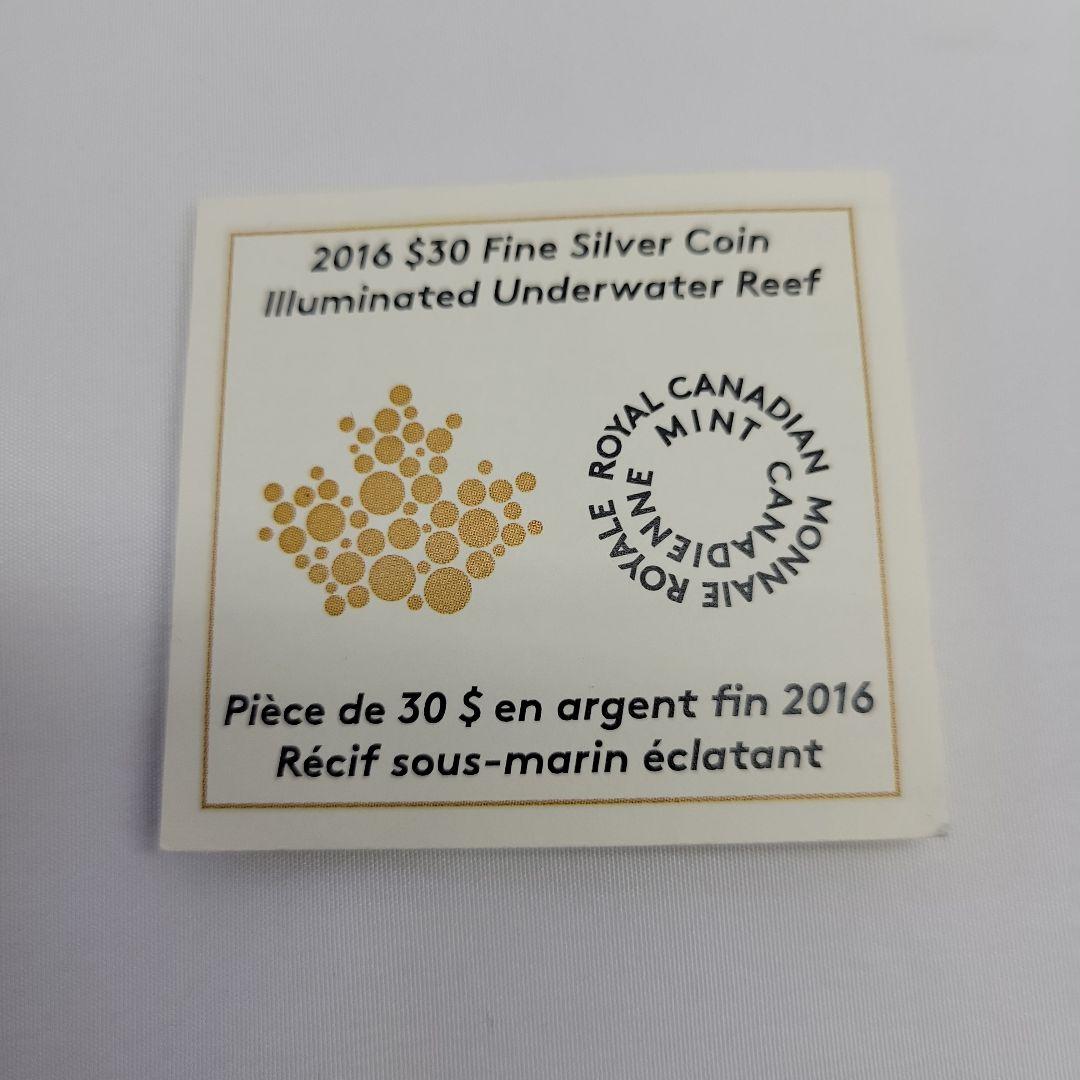 2016 $30 Fine Silver Coin
Illuminated Underwater Reef
ROYAL CANADIAN MINT
MONNAIE ROYALE CANADIENNE
Pièce de 30 $ en argent fin 2016
Récif sous-marin éclatant